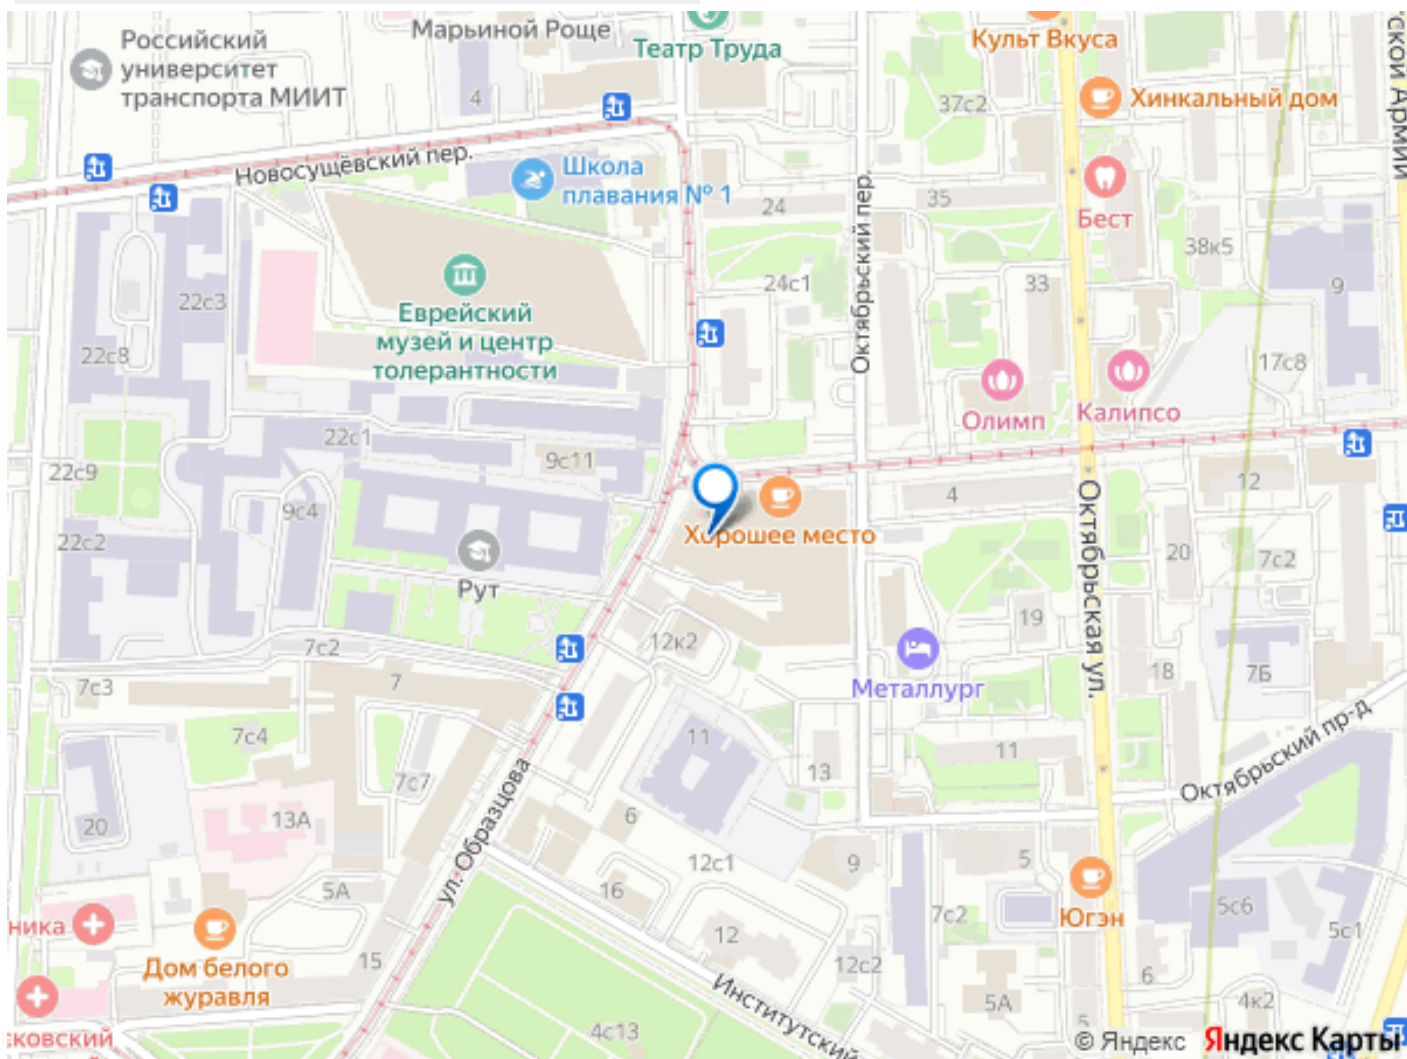 Российский
университет
транспорта МИИТ
Марьиной Роще
Театр Труда
Культ Вкуса
Хинкальный дом
ской Армии
4
37с2
Новосущёвский пер.
Школа
плавания № 1
24
35
Бест
38к5
Октябрьский пер.
22с3
24с1
33
9
Еврейский
музей и центр
толерантности
22с8
17с8
Олимп
Калипсо
22с1
9с11
22с9
12
4
9с4
Хорошее место
Октябрьская ул.
22с2
20
7с2
Рут
19
12к2
7с2
7с3
7
Металлург
18
7Б
7с4
11
11
13
Октябрьский пр-д
7с7
ул. Образцова
20
13А
6
12с1
9
5
5А
16
Югэн
7с2
5с6
5с1
ника
Дом белого
журавля
15
12
12с2
6
Институтский
5А
4к2
4с13
5
сковский
© Яндекс Яндекс Карты